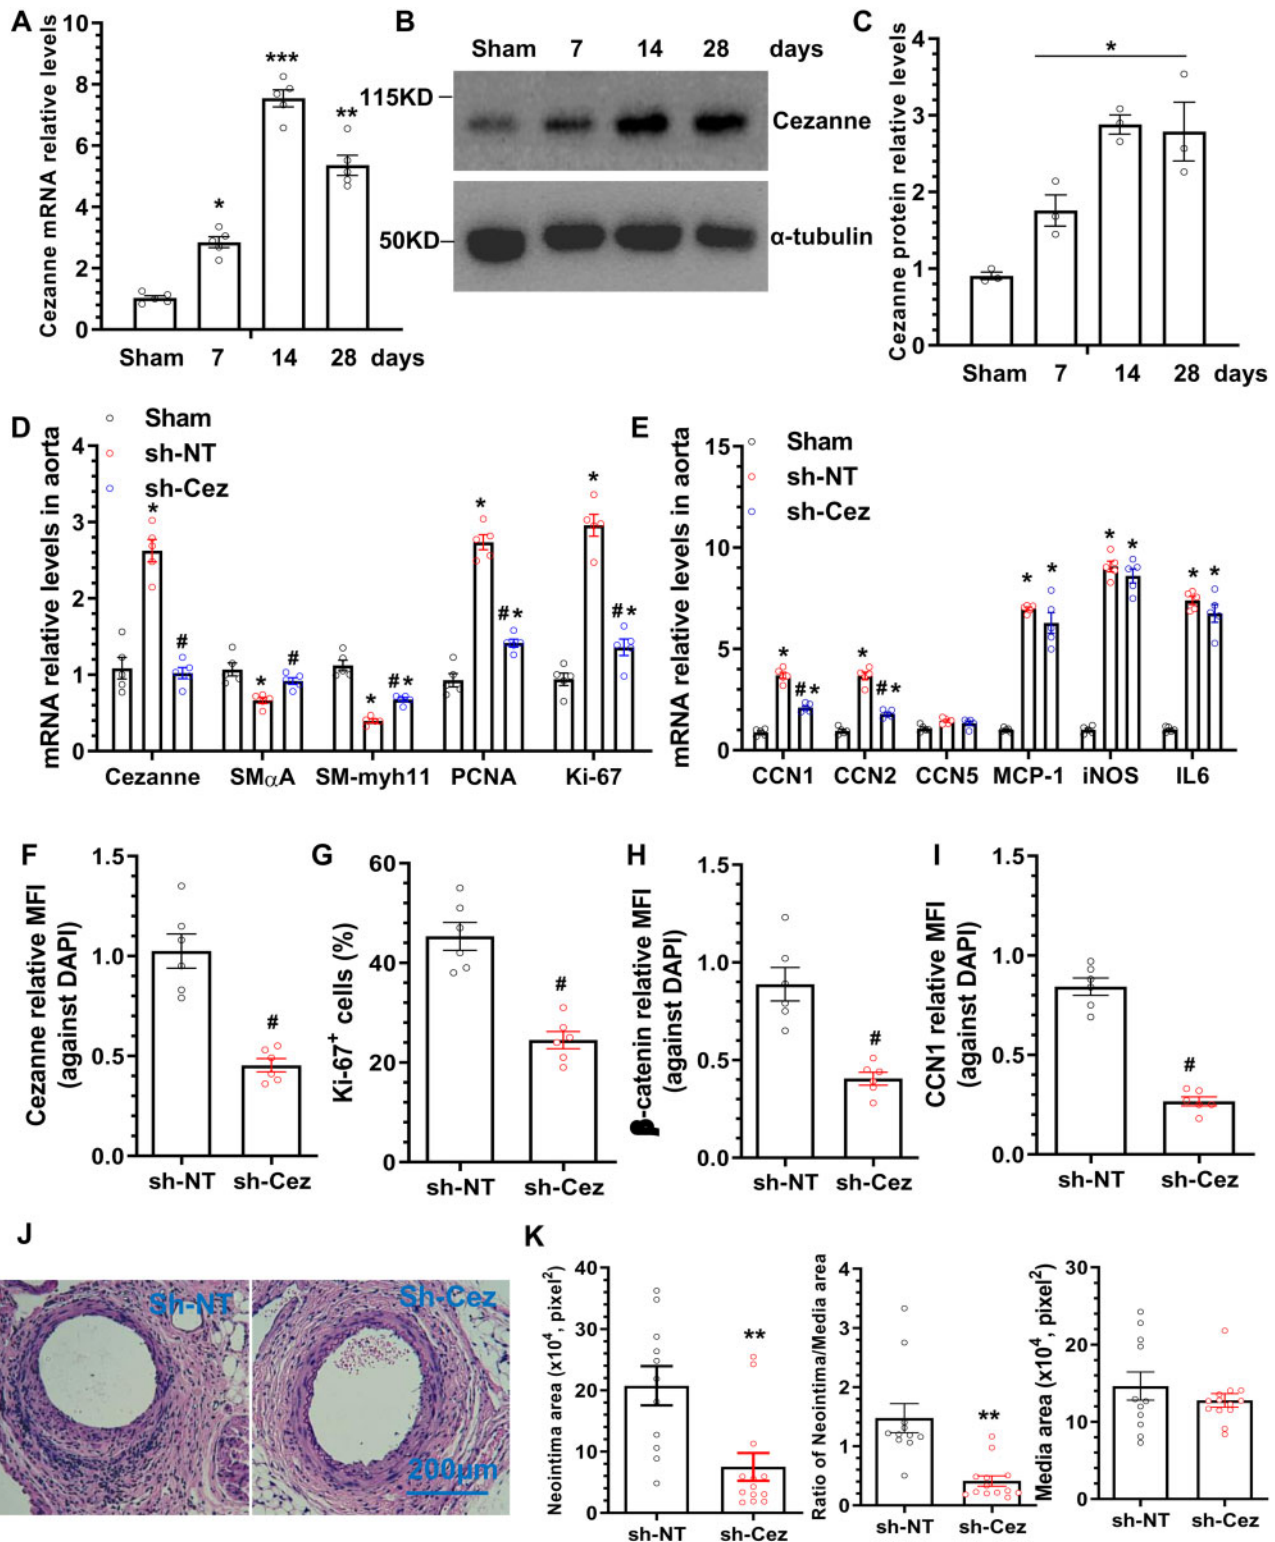 A
Cezanne mRNA relative levels
10
8
6
4
2
0
***
**
*
Sham 7 14 28 days
B
Sham 7 14 28 days
115KD
Cezanne
50KD
α-tubulin
C
Cezanne protein relative levels
4
3
2
1
0
*
Sham 7 14 28 days
D
mRNA relative levels in aorta
Sham
sh-NT
sh-Cez
4
3
2
1
0
* # * # * #* * #* * #*
Cezanne SMαA SM-myh11 PCNA Ki-67
E
mRNA relative levels in aorta
Sham
sh-NT
sh-Cez
15
10
5
0
* #* * #* * * * * * *
CCN1 CCN2 CCN5 MCP-1 iNOS IL6
F
Cezanne relative MFI
(against DAPI)
1.5
1.0
0.5
0.0
#
sh-NT sh-Cez
G
Ki-67+ cells (%)
60
40
20
0
#
sh-NT sh-Cez
H
β-catenin relative MFI
(against DAPI)
1.5
1.0
0.5
0.0
#
sh-NT sh-Cez
I
CCN1 relative MFI
(against DAPI)
1.5
1.0
0.5
0.0
#
sh-NT sh-Cez
J
Sh-NT
Sh-Cez
200μm
K
Neointima area (x10⁴, pixel²)
40
30
20
10
0
**
sh-NT sh-Cez
Ratio of Neointima/Media area
4
3
2
1
0
**
sh-NT sh-Cez
Media area (x10⁴, pixel²)
30
20
10
0
sh-NT sh-Cez